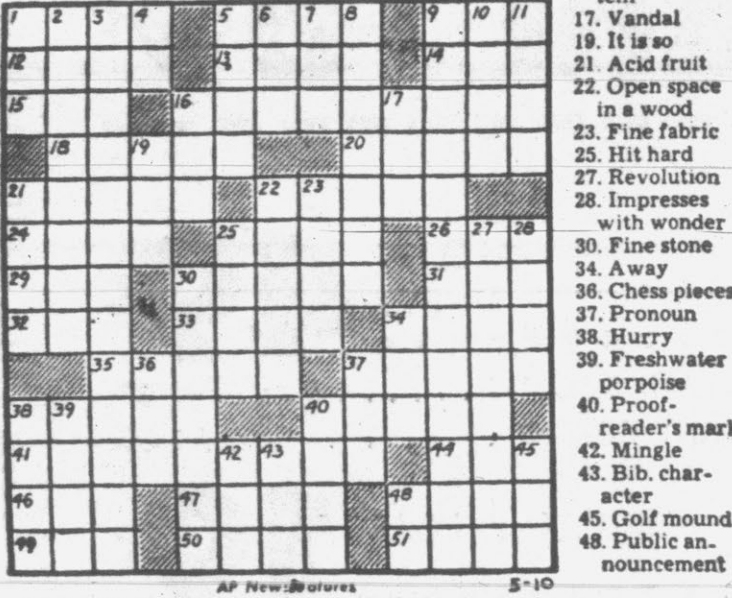 1 2 3 4 5 6 7 8 9 10 11
12 13 14
15 16 17
18 19 20
21 22 23
24 25 26 27 28
29 30 31
32 33 34
35 36 37
38 39 40
41 42 43 44 45
46 47 48
49 50 51
AP Newsfeatures 5-10
17. Vandal
19. It is so
21. Acid fruit
22. Open space
in a wood
23. Fine fabric
25. Hit hard
27. Revolution
28. Impresses
with wonder
30. Fine stone
34. Away
36. Chess pieces
37. Pronoun
38. Hurry
39. Freshwater
porpoise
40. Proof-
reader's mark
42. Mingle
43. Bib. char-
acter
45. Golf mound
48. Public an-
nouncement